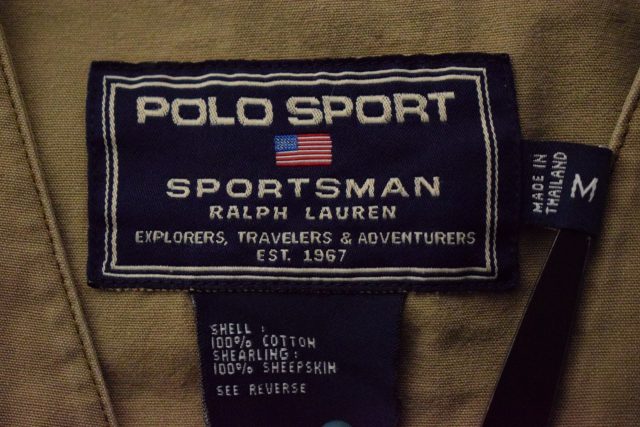 POLO SPORT
SPORTSMAN
RALPH LAUREN
EXPLORERS, TRAVELERS & ADVENTURERS
EST. 1967
MADE IN
THAILAND
M
SHELL :
100% COTTON
SHEARLING :
100% SHEEPSKIN
SEE REVERSE